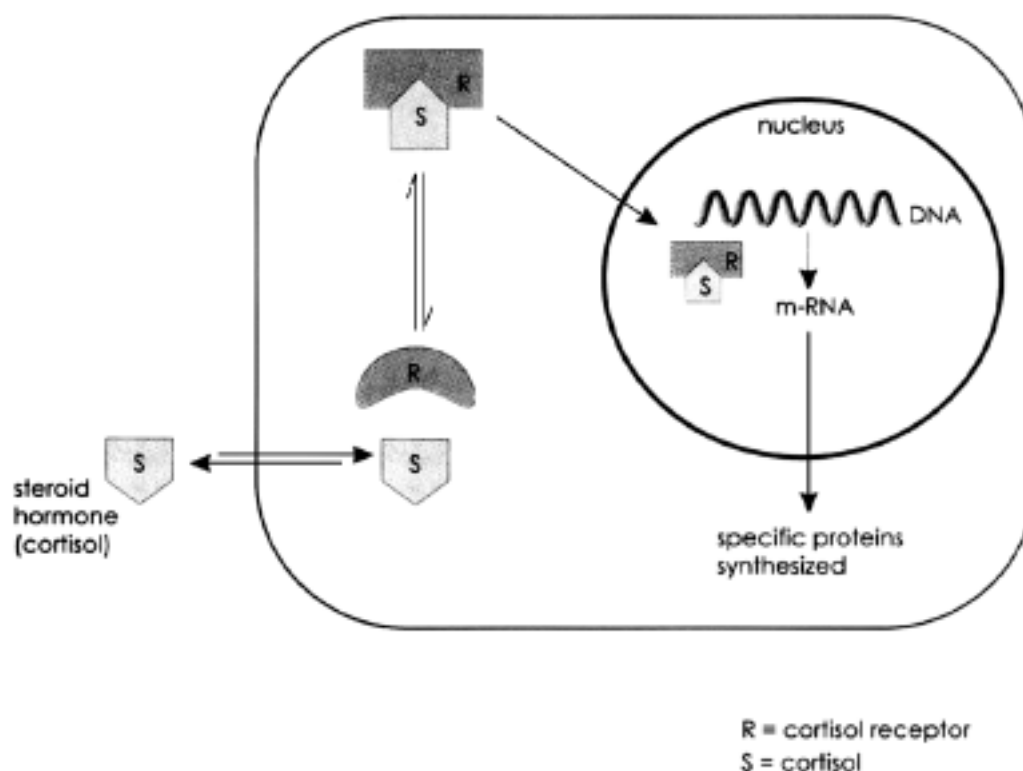 R
S
nucleus
DNA
R
S
m-RNA
R
S
S
steroid
hormone
(cortisol)
specific proteins
synthesized
R = cortisol receptor
S = cortisol